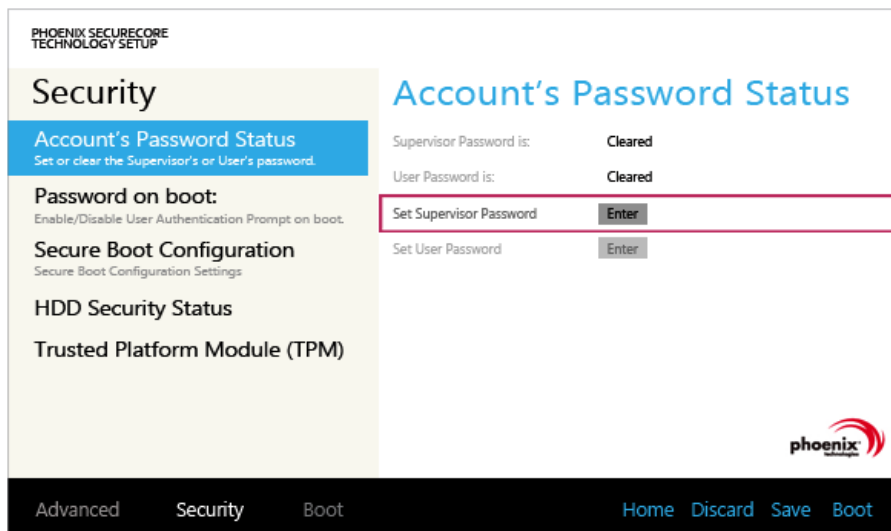 PHOENIX SECURECORE
TECHNOLOGY SETUP
Security
Account's Password Status
Set or clear the Supervisor's or User's password.
Password on boot:
Enable/Disable User Authentication Prompt on boot.
Secure Boot Configuration
Secure Boot Configuration Settings
HDD Security Status
Trusted Platform Module (TPM)
Account's Password Status
Supervisor Password is: Cleared
User Password is: Cleared
Set Supervisor Password Enter
Set User Password Enter
phoenix
technologies
Advanced Security Boot Home Discard Save Boot